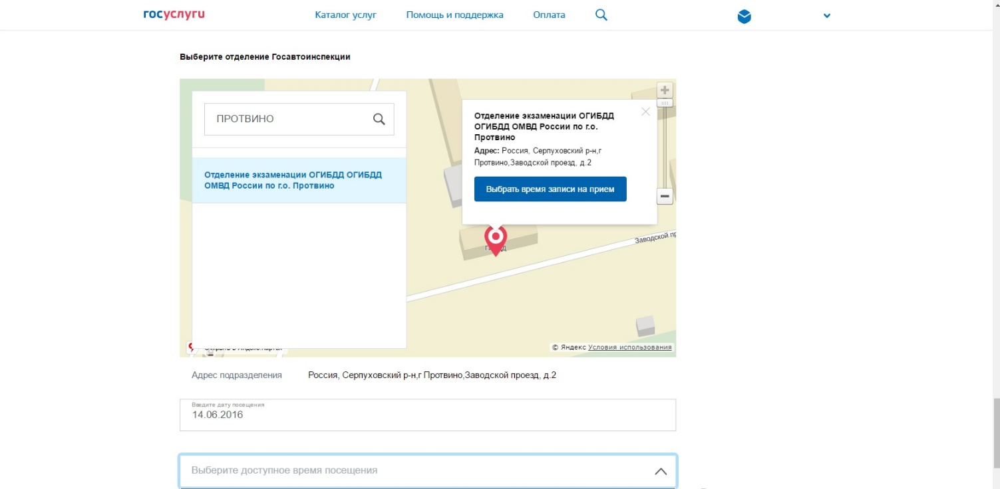 госуслуги
Каталог услуг
Помощь и поддержка
Оплата
Выберите отделение Госавтоинспекции
ПРОТВИНО
Отделение экзаменации ОГИБДД ОГИБДД
ОМВД России по г.о. Протвино
Отделение экзаменации ОГИБДД
ОГИБДД ОМВД России по г.о.
Протвино
Адрес: Россия, Серпуховский р-н,г
Протвино,Заводской проезд, д.2
Выбрать время записи на прием
Заводской пр
© Яндекс Условия использования
Адрес подразделения
Россия, Серпуховский р-н,г Протвино,Заводской проезд, д.2
Введите дату посещения
14.06.2016
Выберите доступное время посещения